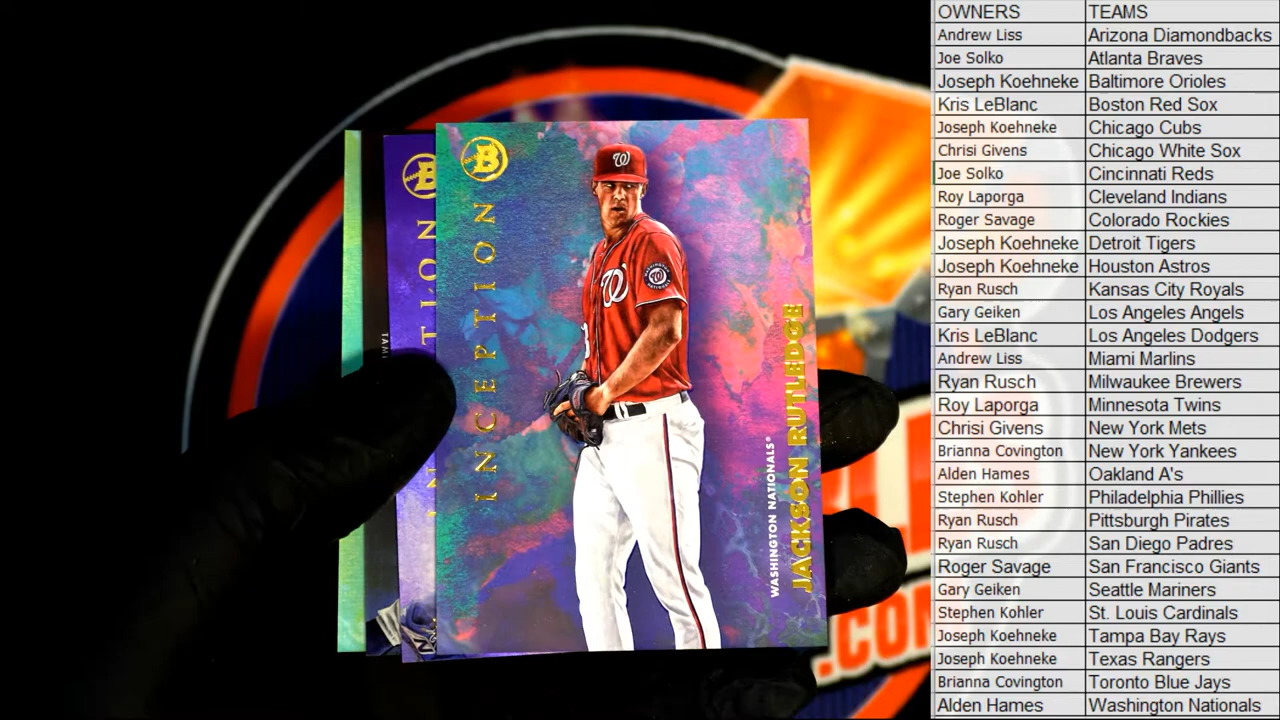 INCEPTION
WASHINGTON NATIONALS
JACKSON RUTLEDGE
OWNERS TEAMS
Andrew Liss Arizona Diamondbacks
Joe Solko Atlanta Braves
Joseph Koehneke Baltimore Orioles
Kris LeBlanc Boston Red Sox
Joseph Koehneke Chicago Cubs
Chrisi Givens Chicago White Sox
Joe Solko Cincinnati Reds
Roy Laporga Cleveland Indians
Roger Savage Colorado Rockies
Joseph Koehneke Detroit Tigers
Joseph Koehneke Houston Astros
Ryan Rusch Kansas City Royals
Gary Geiken Los Angeles Angels
Kris LeBlanc Los Angeles Dodgers
Andrew Liss Miami Marlins
Ryan Rusch Milwaukee Brewers
Roy Laporga Minnesota Twins
Chrisi Givens New York Mets
Brianna Covington New York Yankees
Alden Hames Oakland A's
Stephen Kohler Philadelphia Phillies
Ryan Rusch Pittsburgh Pirates
Ryan Rusch San Diego Padres
Roger Savage San Francisco Giants
Gary Geiken Seattle Mariners
Stephen Kohler St. Louis Cardinals
Joseph Koehneke Tampa Bay Rays
Joseph Koehneke Texas Rangers
Brianna Covington Toronto Blue Jays
Alden Hames Washington Nationals